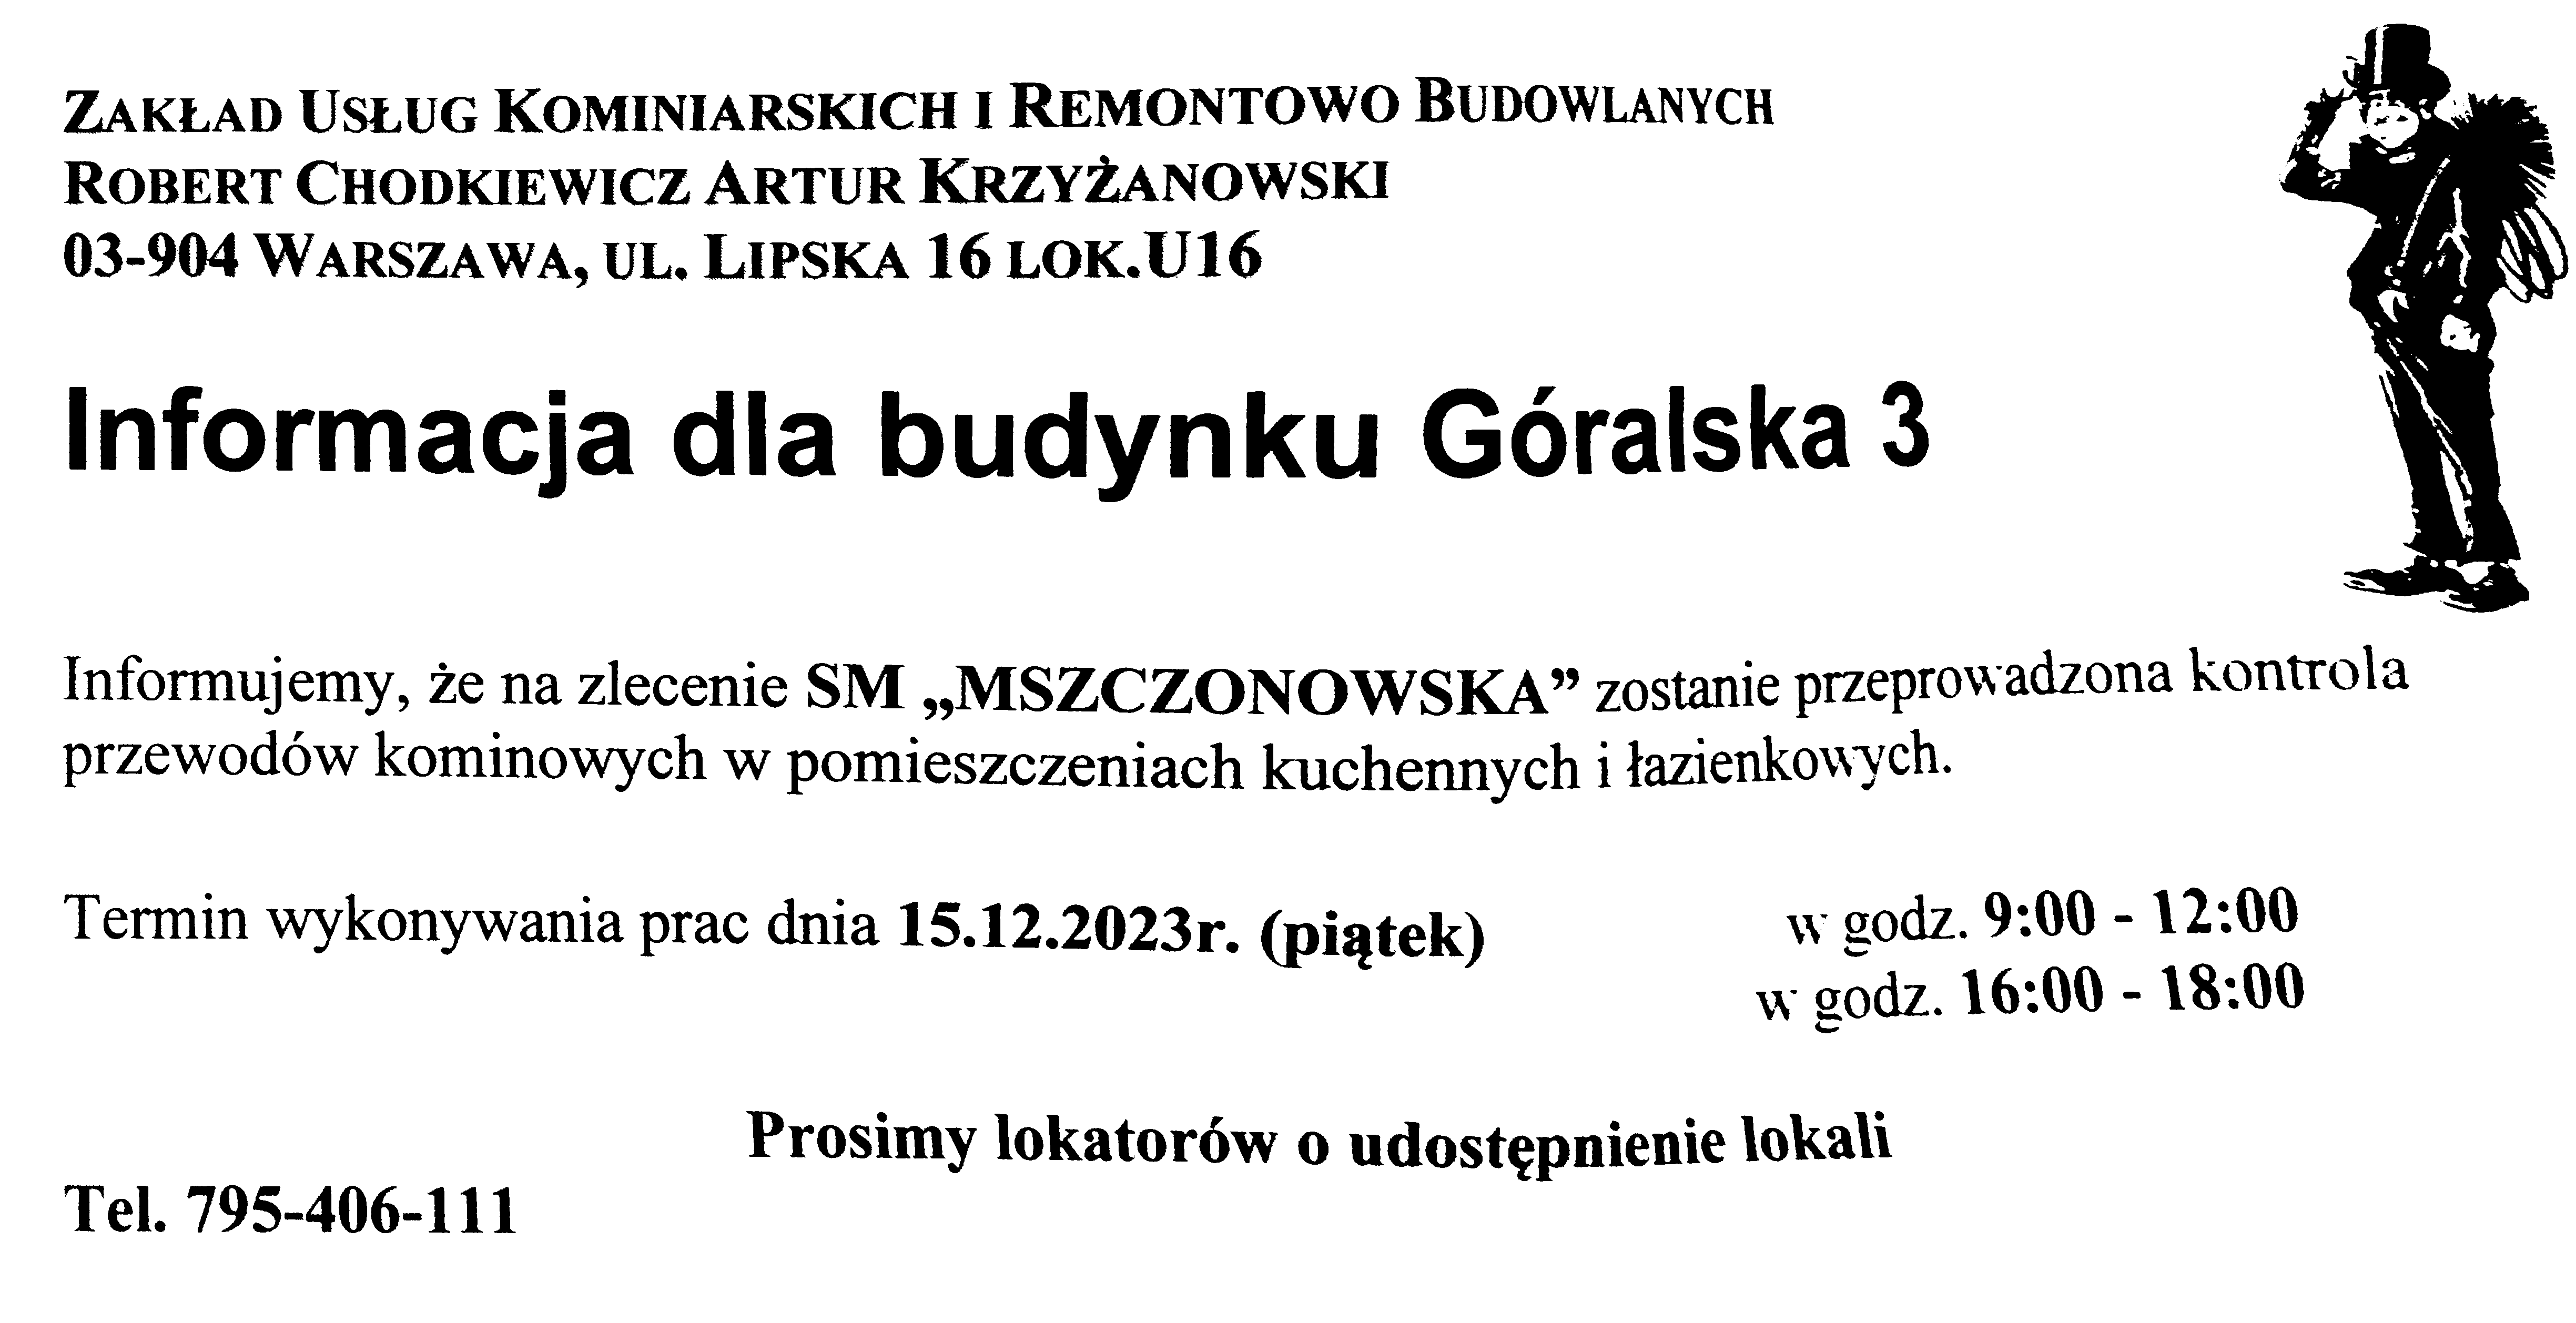 ZAKŁAD USŁUG KOMINIARSKICH I REMONTOWO BUDOWLANYCH
ROBERT CHODKIEWICZ ARTUR KRZYŻANOWSKI
03-904 WARSZAWA, UL. LIPSKA 16 LOK.U16
Informacja dla budynku Góralska 3
Informujemy, że na zlecenie SM „MSZCZONOWSKA” zostanie przeprowadzona kontrola
przewodów kominowych w pomieszczeniach kuchennych i łazienkowych.
Termin wykonywania prac dnia 15.12.2023r. (piątek) w godz. 9:00 - 12:00
w godz. 16:00 - 18:00
Prosimy lokatorów o udostępnienie lokali
Tel. 795-406-111